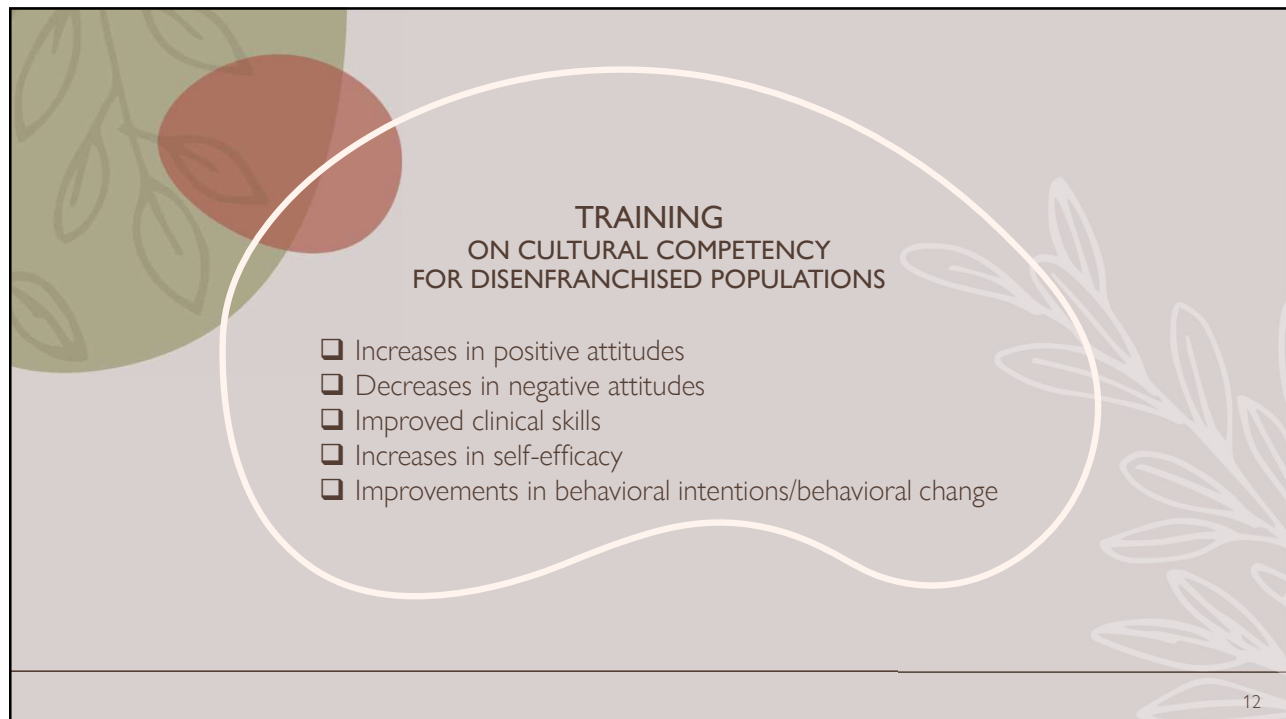 TRAINING
ON CULTURAL COMPETENCY
FOR DISENFRANCHISED POPULATIONS
❑ Increases in positive attitudes
❑ Decreases in negative attitudes
❑ Improved clinical skills
❑ Increases in self-efficacy
❑ Improvements in behavioral intentions/behavioral change
12